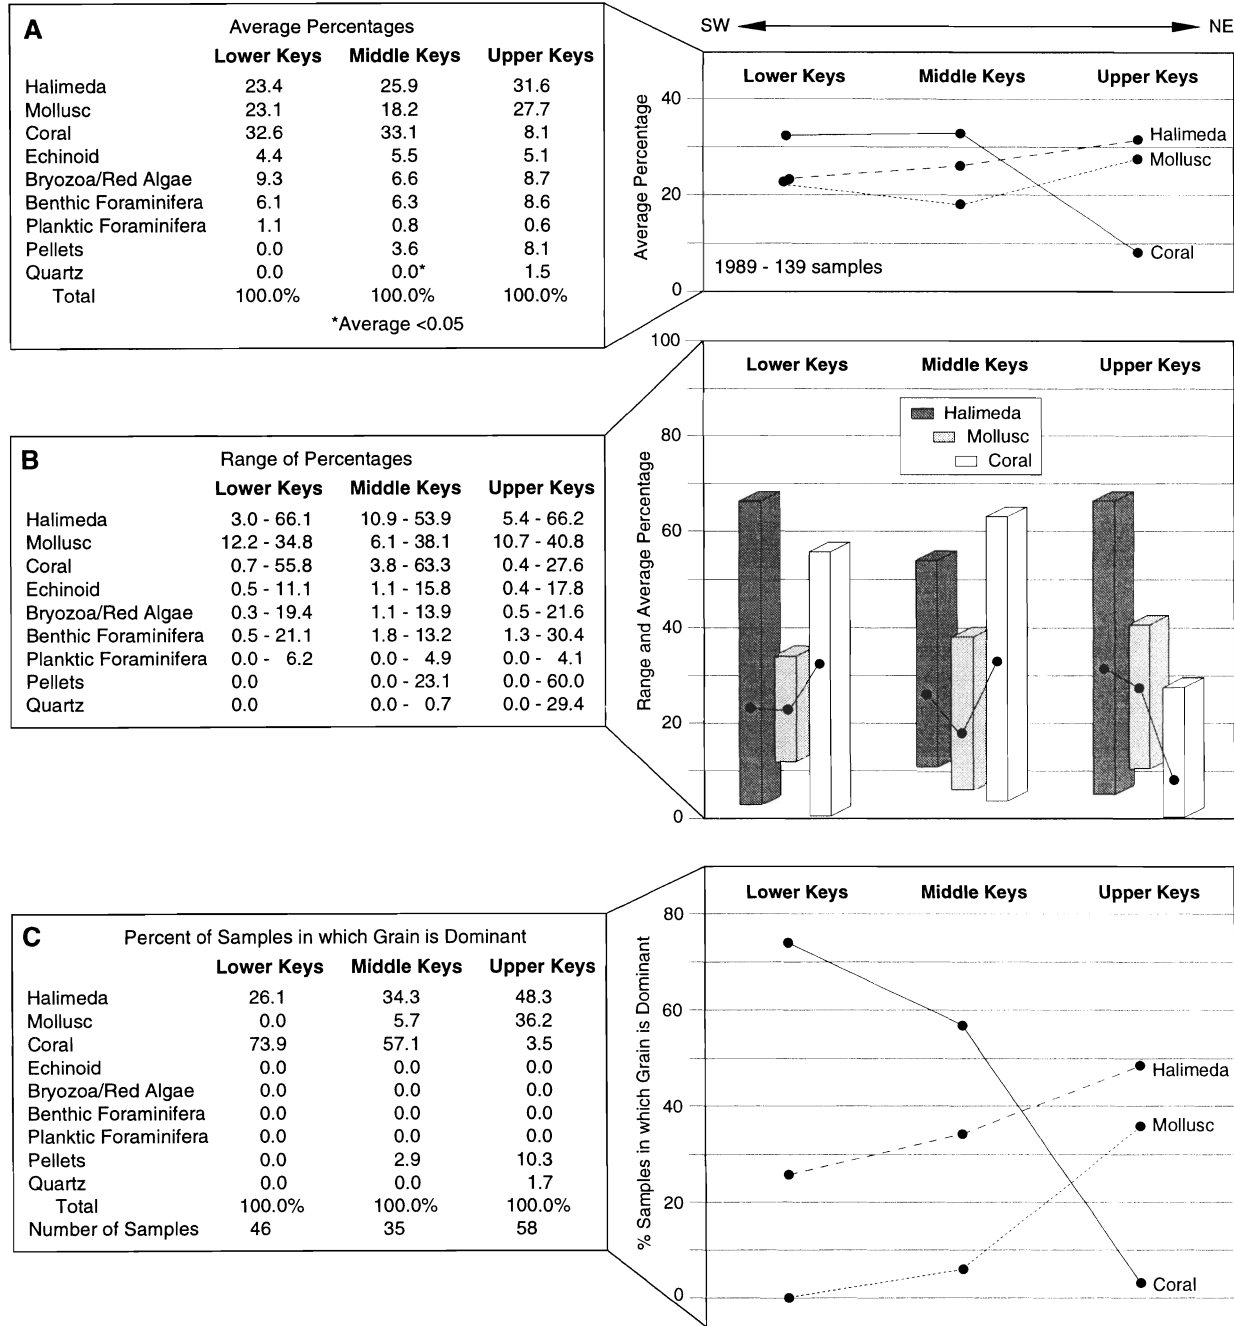 A Average Percentages
Lower Keys Middle Keys Upper Keys
Halimeda 23.4 25.9 31.6
Mollusc 23.1 18.2 27.7
Coral 32.6 33.1 8.1
Echinoid 4.4 5.5 5.1
Bryozoa/Red Algae 9.3 6.6 8.7
Benthic Foraminifera 6.1 6.3 8.6
Planktic Foraminifera 1.1 0.8 0.6
Pellets 0.0 3.6 8.1
Quartz 0.0 0.0* 1.5
Total 100.0% 100.0% 100.0%
*Average <0.05
SW NE
Lower Keys Middle Keys Upper Keys
Average Percentage
40
20
0
Halimeda
Mollusc
Coral
1989 - 139 samples
B Range of Percentages
Lower Keys Middle Keys Upper Keys
Halimeda 3.0 - 66.1 10.9 - 53.9 5.4 - 66.2
Mollusc 12.2 - 34.8 6.1 - 38.1 10.7 - 40.8
Coral 0.7 - 55.8 3.8 - 63.3 0.4 - 27.6
Echinoid 0.5 - 11.1 1.1 - 15.8 0.4 - 17.8
Bryozoa/Red Algae 0.3 - 19.4 1.1 - 13.9 0.5 - 21.6
Benthic Foraminifera 0.5 - 21.1 1.8 - 13.2 1.3 - 30.4
Planktic Foraminifera 0.0 - 6.2 0.0 - 4.9 0.0 - 4.1
Pellets 0.0 0.0 - 23.1 0.0 - 60.0
Quartz 0.0 0.0 - 0.7 0.0 - 29.4
Lower Keys Middle Keys Upper Keys
Halimeda
Mollusc
Coral
Range and Average Percentage
100
80
60
40
20
0
C Percent of Samples in which Grain is Dominant
Lower Keys Middle Keys Upper Keys
Halimeda 26.1 34.3 48.3
Mollusc 0.0 5.7 36.2
Coral 73.9 57.1 3.5
Echinoid 0.0 0.0 0.0
Bryozoa/Red Algae 0.0 0.0 0.0
Benthic Foraminifera 0.0 0.0 0.0
Planktic Foraminifera 0.0 0.0 0.0
Pellets 0.0 2.9 10.3
Quartz 0.0 0.0 1.7
Total 100.0% 100.0% 100.0%
Number of Samples 46 35 58
Lower Keys Middle Keys Upper Keys
% Samples in which Grain is Dominant
80
60
40
20
0
Halimeda
Mollusc
Coral